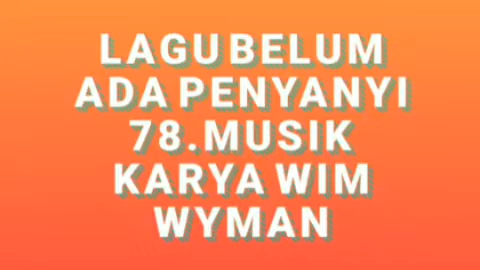 LAGU BELUM
ADA PENYANYI
78.MUSIK
KARYA WIM
WYMAN